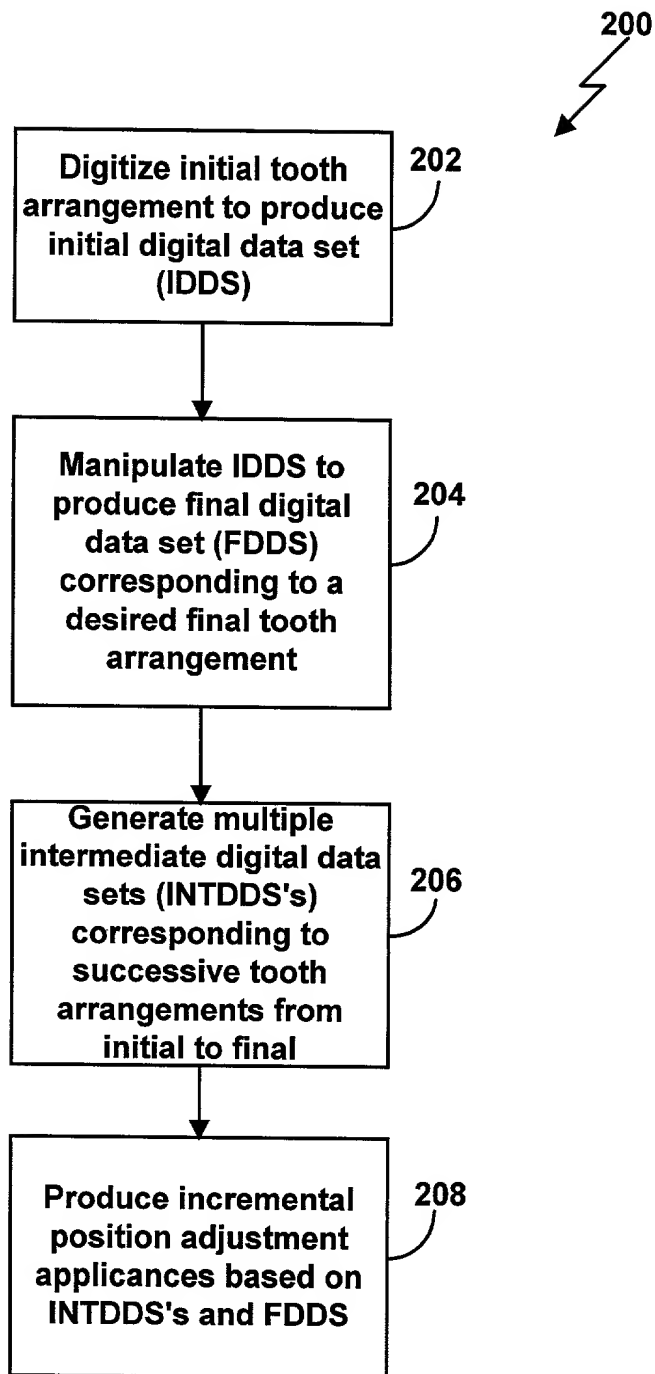 200
Digitize initial tooth
arrangement to produce
initial digital data set
(IDDS)
202
Manipulate IDDS to
produce final digital
data set (FDDS)
corresponding to a
desired final tooth
arrangement
204
Generate multiple
intermediate digital data
sets (INTDDS's)
corresponding to
successive tooth
arrangements from
initial to final
206
Produce incremental
position adjustment
applicances based on
INTDDS's and FDDS
208